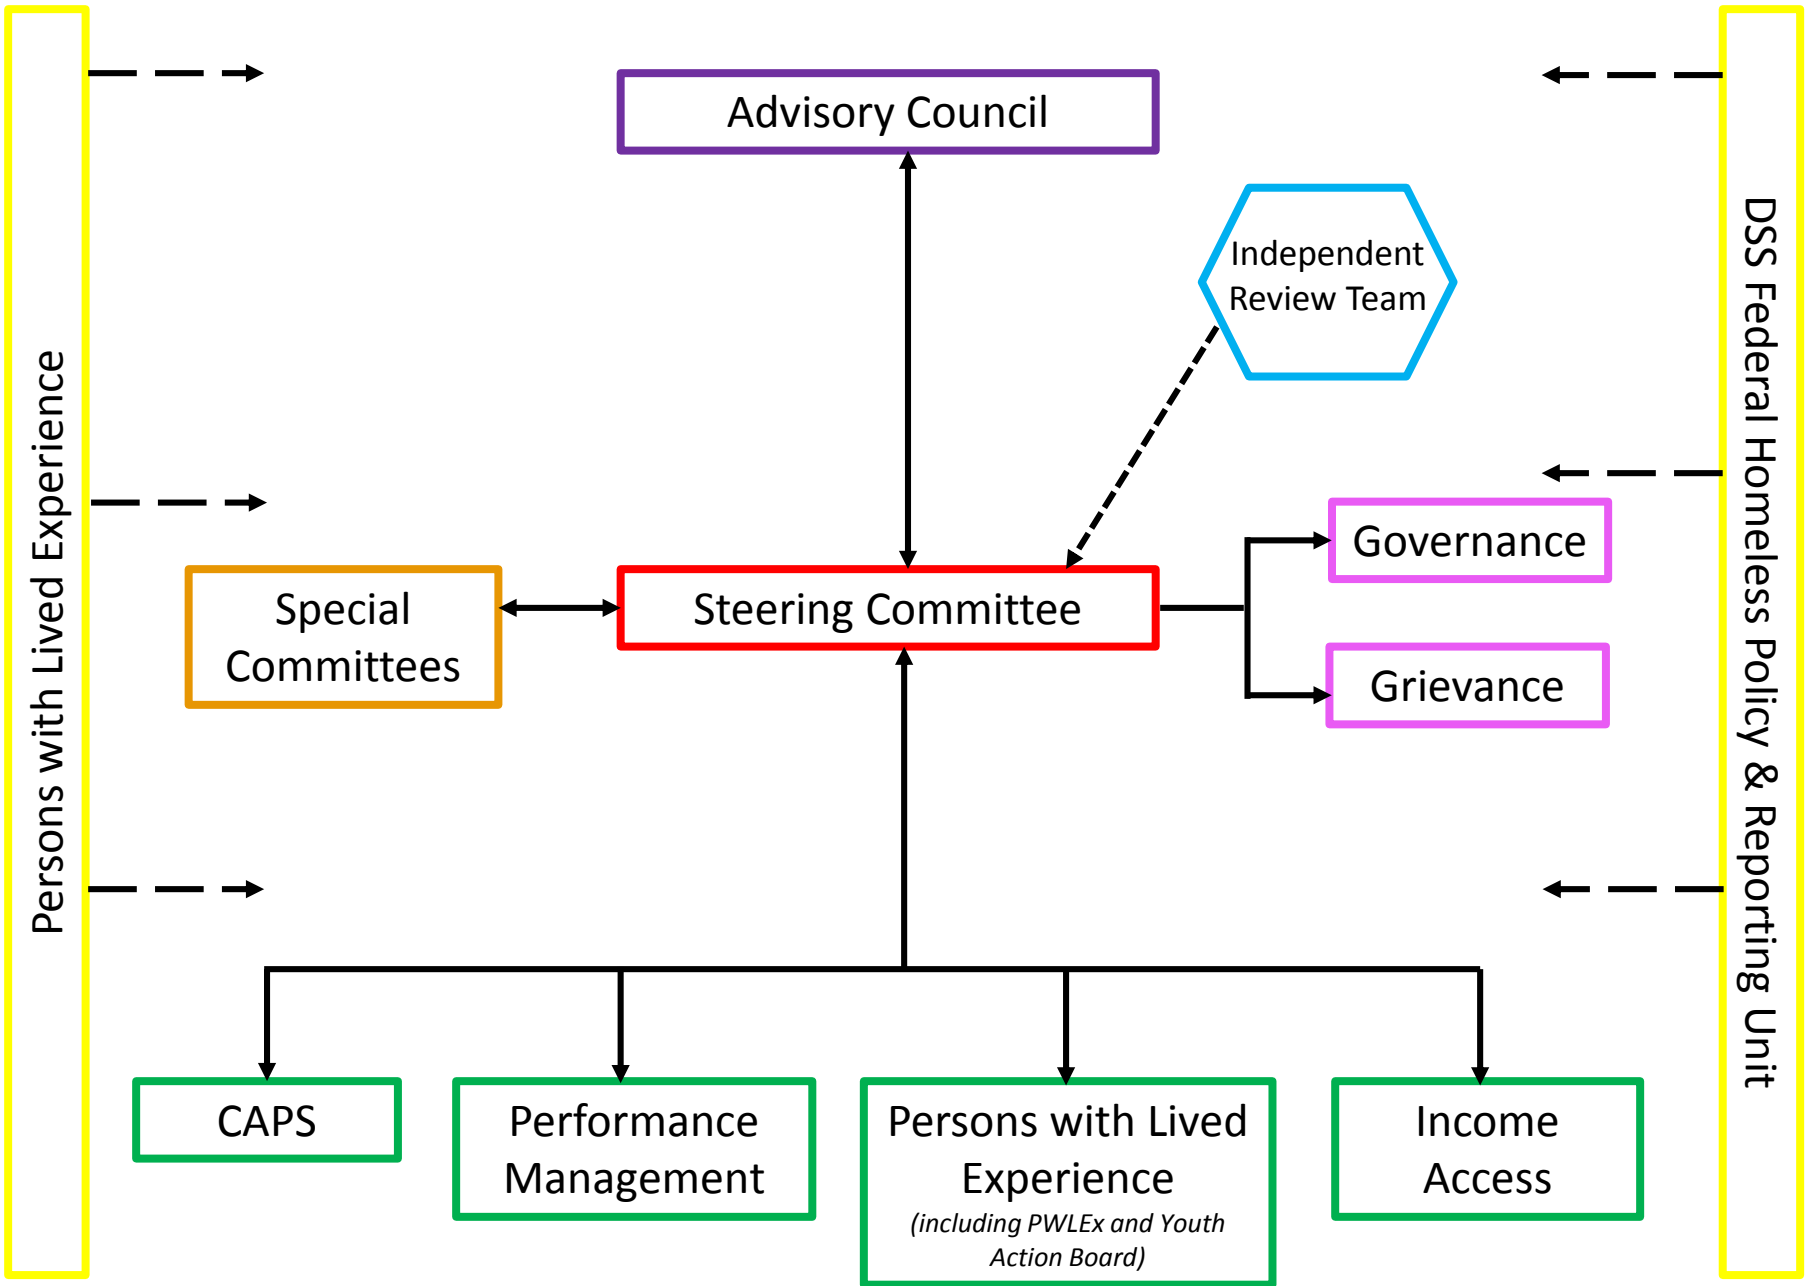 Persons with Lived Experience
Advisory Council
Independent
Review Team
DSS Federal Homeless Policy & Reporting Unit
Special
Committees
Steering Committee
Governance
Grievance
CAPS
Performance
Management
Persons with Lived
Experience
(including PWLEx and Youth
Action Board)
Income
Access